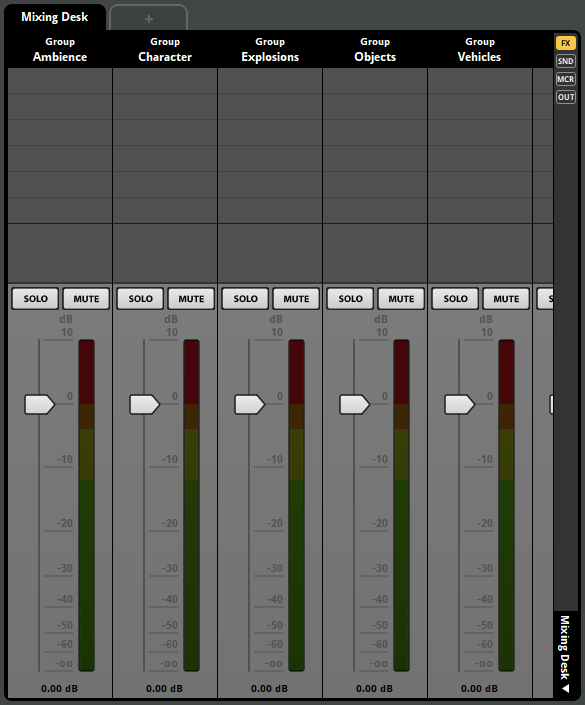 Mixing Desk
+
Group Group Group Group Group
Ambience Character Explosions Objects Vehicles
FX
SND
MCR
OUT
SOLO MUTE SOLO MUTE SOLO MUTE SOLO MUTE SOLO MUTE S
dB dB dB dB dB
10 10 10 10 10
0 0 0 0 0
-10 -10 -10 -10 -10
-20 -20 -20 -20 -20
-30 -30 -30 -30 -30
-40 -40 -40 -40 -40
-50 -50 -50 -50 -50
-60 -60 -60 -60 -60
-oo -oo -oo -oo -oo
0.00 dB 0.00 dB 0.00 dB 0.00 dB 0.00 dB
Mixing Desk